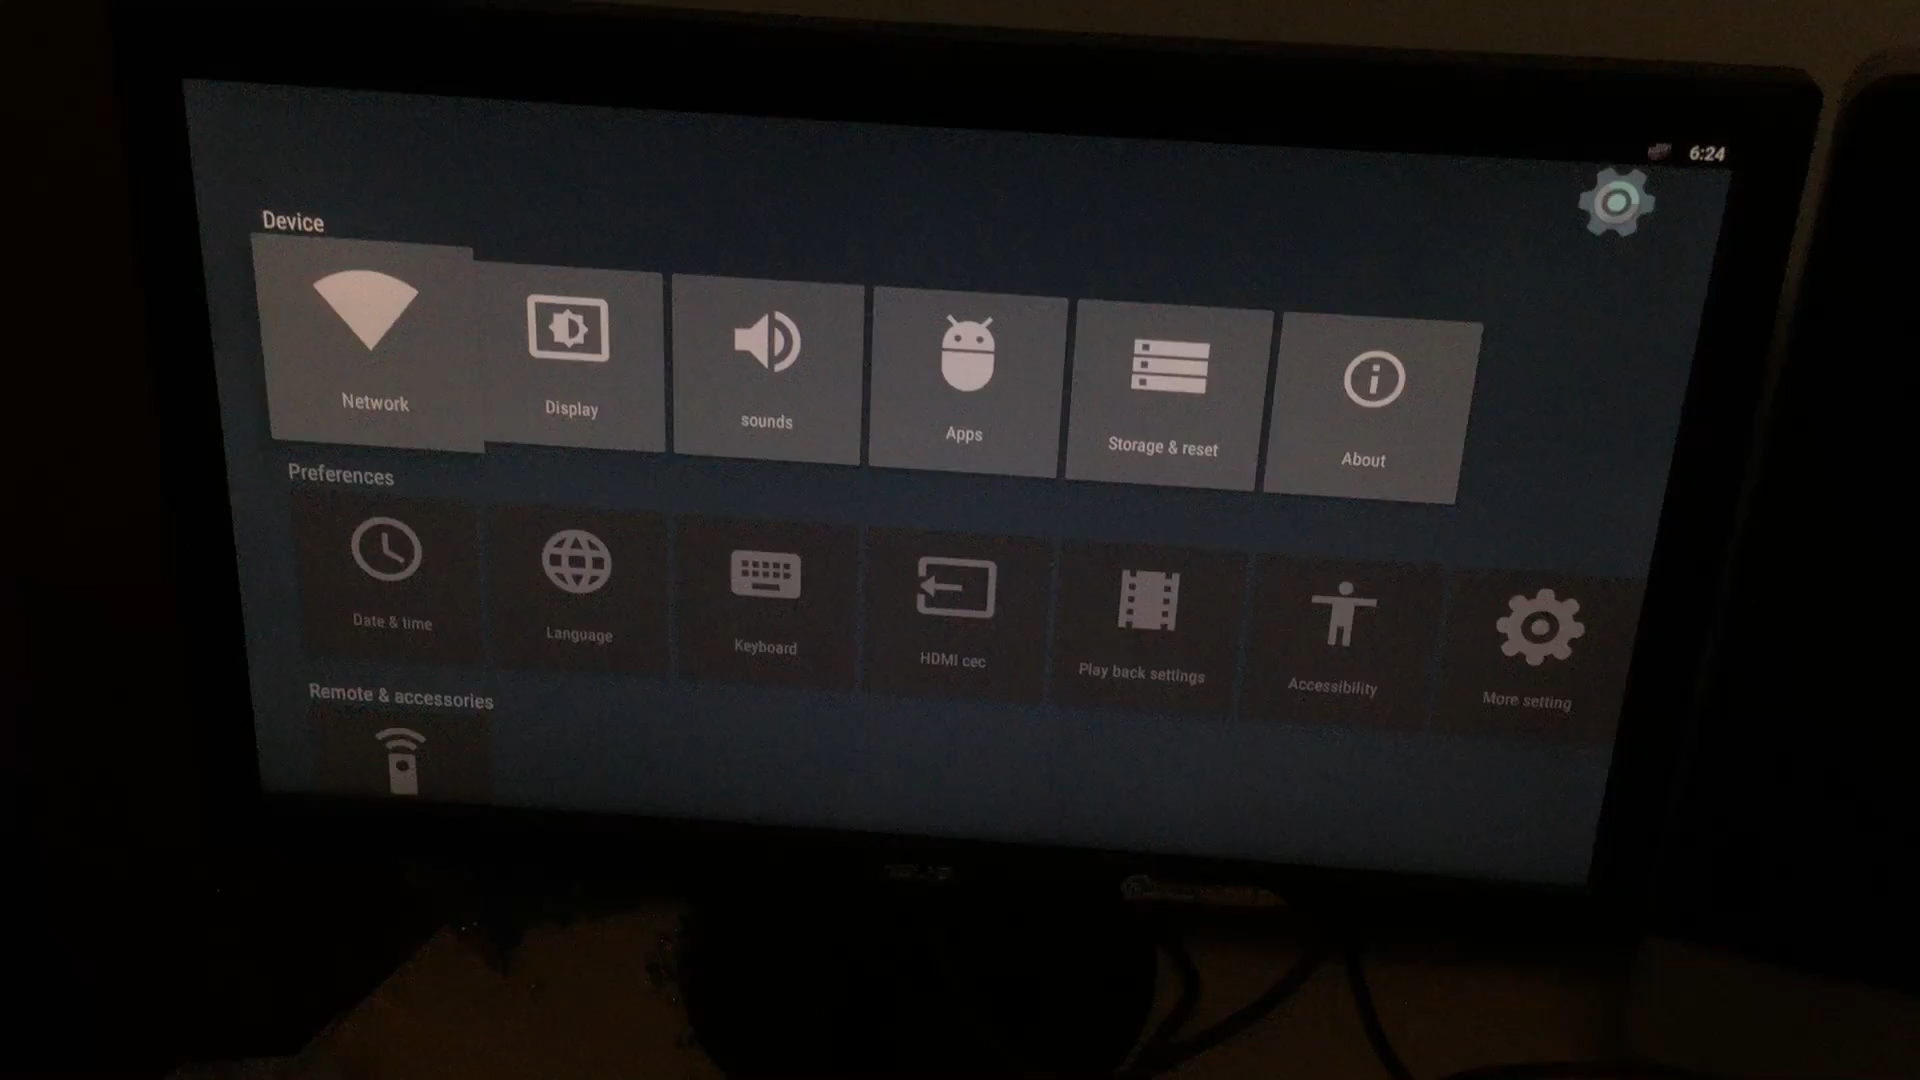 6:24
Device
Network
Display
sounds
Apps
Storage & reset
About
Preferences
Date & time
Language
Keyboard
HDMI cec
Play back settings
Accessibility
More setting
Remote & accessories